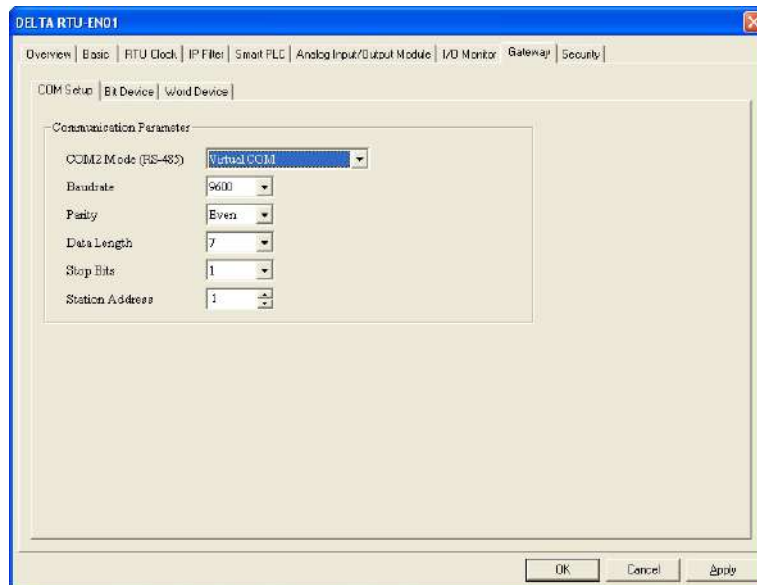 DELTA RTU-EN01
Overview Basic RTU Clock IP Filter Smart PLC Analog Input/Output Module I/O Monitor Gateway Security
COM Setup Bit Device Word Device
Communication Parameter
COM2 Mode (RS-485) Virtual COM
Baudrate 9600
Parity Even
Data Length 7
Stop Bits 1
Station Address 1
OK Cancel Apply